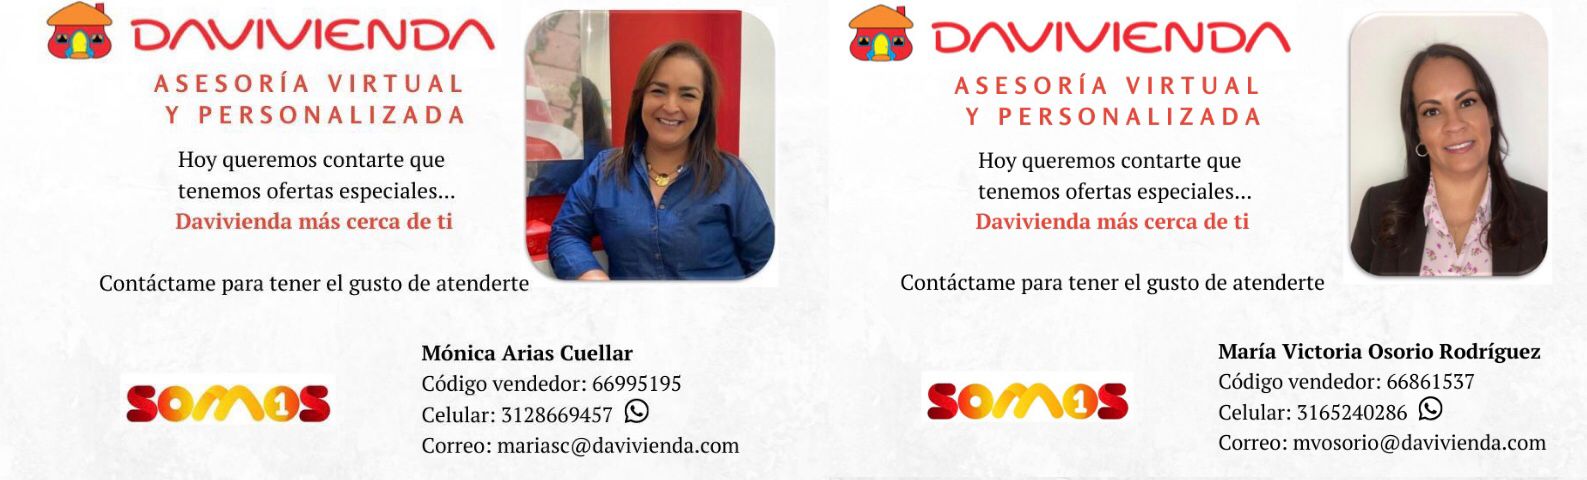 DAVIVIENDA
ASESORÍA VIRTUAL
Y PERSONALIZADA
Hoy queremos contarte que
tenemos ofertas especiales...
Davivienda más cerca de ti
Contáctame para tener el gusto de atenderte
SOM1S
Mónica Arias Cuellar
Código vendedor: 66995195
Celular: 3128669457
Correo: mariasc@davivienda.com
DAVIVIENDA
ASESORÍA VIRTUAL
Y PERSONALIZADA
Hoy queremos contarte que
tenemos ofertas especiales...
Davivienda más cerca de ti
Contáctame para tener el gusto de atenderte
SOM1S
María Victoria Osorio Rodríguez
Código vendedor: 66861537
Celular: 3165240286
Correo: mvosorio@davivienda.com